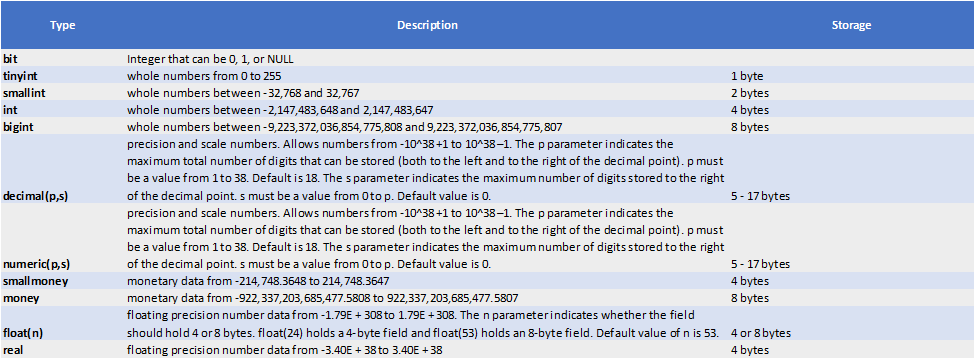 Type Description Storage
bit Integer that can be 0, 1, or NULL
tinyint whole numbers from 0 to 255 1 byte
smallint whole numbers between -32,768 and 32,767 2 bytes
int whole numbers between -2,147,483,648 and 2,147,483,647 4 bytes
bigint whole numbers between -9,223,372,036,854,775,808 and 9,223,372,036,854,775,807 8 bytes
precision and scale numbers. Allows numbers from -10^38 +1 to 10^38 –1. The p parameter indicates the
maximum total number of digits that can be stored (both to the left and to the right of the decimal point). p must
be a value from 1 to 38. Default is 18. The s parameter indicates the maximum number of digits stored to the right
decimal(p,s) of the decimal point. s must be a value from 0 to p. Default value is 0. 5 - 17 bytes
precision and scale numbers. Allows numbers from -10^38 +1 to 10^38 –1. The p parameter indicates the
maximum total number of digits that can be stored (both to the left and to the right of the decimal point). p must
be a value from 1 to 38. Default is 18. The s parameter indicates the maximum number of digits stored to the right
numeric(p,s) of the decimal point. s must be a value from 0 to p. Default value is 0. 5 - 17 bytes
smallmoney monetary data from -214,748.3648 to 214,748.3647 4 bytes
money monetary data from -922,337,203,685,477.5808 to 922,337,203,685,477.5807 8 bytes
floating precision number data from -1.79E + 308 to 1.79E + 308. The n parameter indicates whether the field
float(n) should hold 4 or 8 bytes. float(24) holds a 4-byte field and float(53) holds an 8-byte field. Default value of n is 53. 4 or 8 bytes
real floating precision number data from -3.40E + 38 to 3.40E + 38 4 bytes